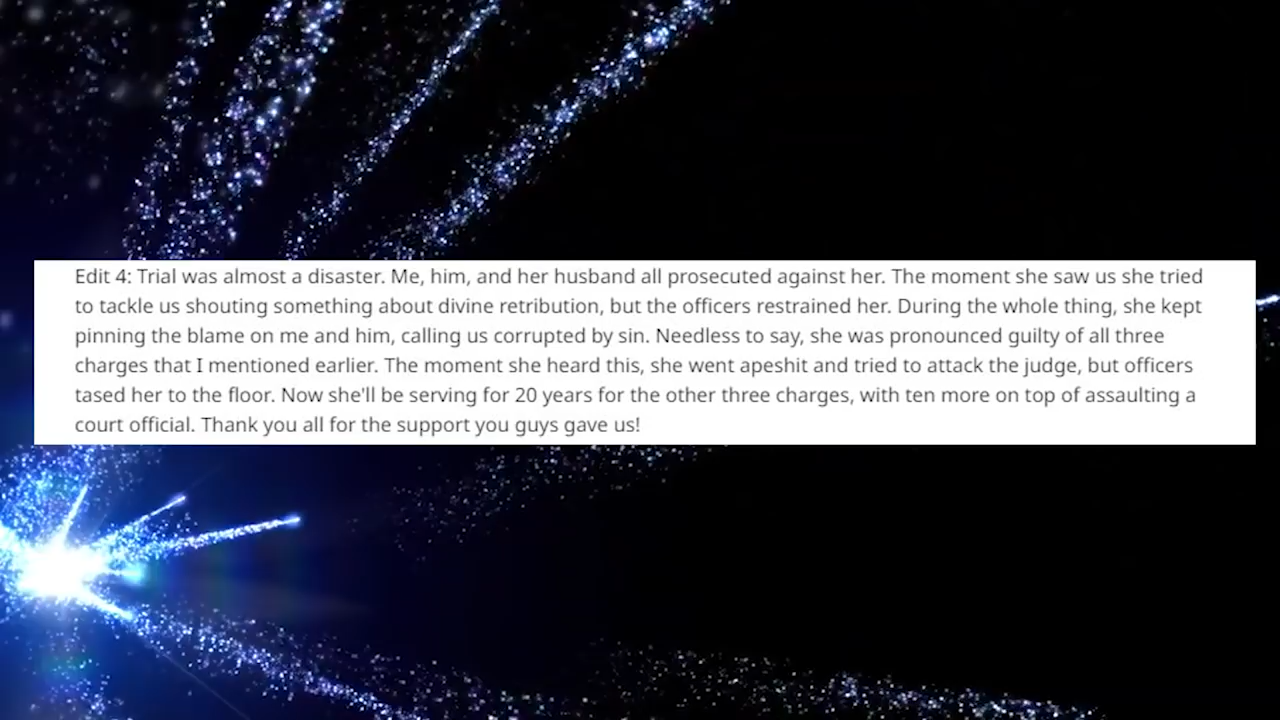 Edit 4: Trial was almost a disaster. Me, him, and her husband all prosecuted against her. The moment she saw us she tried
to tackle us shouting something about divine retribution, but the officers restrained her. During the whole thing, she kept
pinning the blame on me and him, calling us corrupted by sin. Needless to say, she was pronounced guilty of all three
charges that I mentioned earlier. The moment she heard this, she went apeshit and tried to attack the judge, but officers
tased her to the floor. Now she'll be serving for 20 years for the other three charges, with ten more on top of assaulting a
court official. Thank you all for the support you guys gave us!